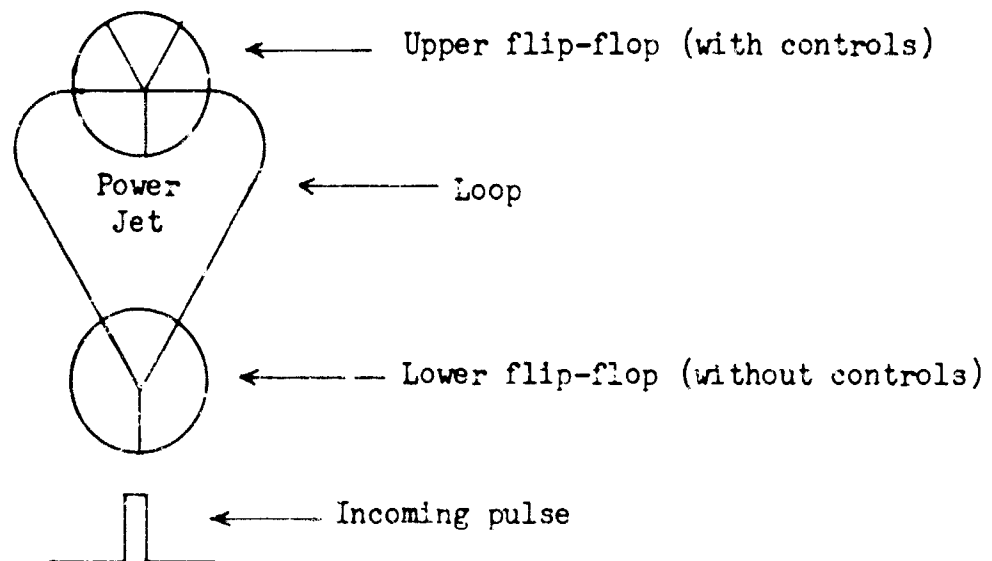 Upper flip-flop (with controls)
Power
Jet
Loop
Lower flip-flop (without controls)
Incoming pulse